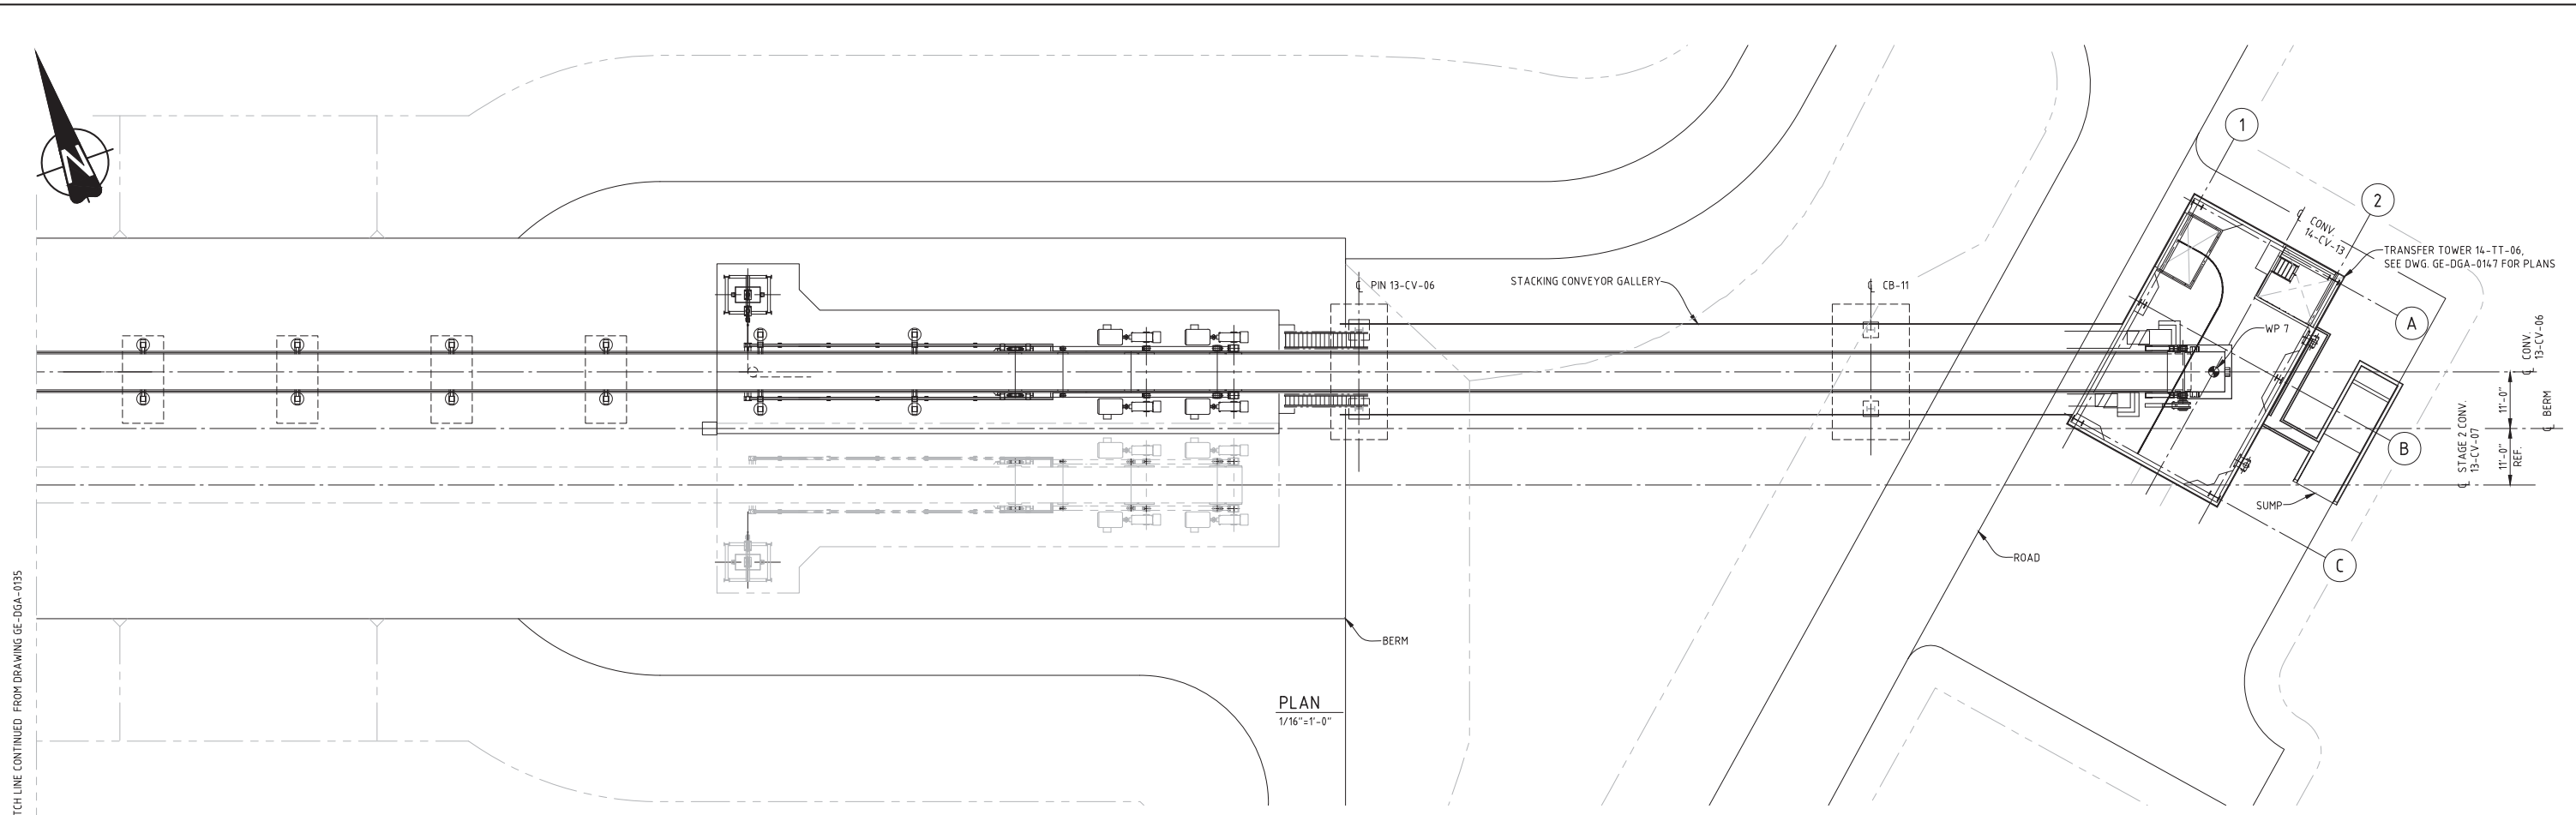 N
1
2
℄ CONV.
14-CV-13
TRANSFER TOWER 14-TT-06,
SEE DWG. GE-DGA-0147 FOR PLANS
℄ PIN 13-CV-06
STACKING CONVEYOR GALLERY
℄ CB-11
A
WP 7
℄ CONV.
13-CV-06
11'-0"
℄ BERM
℄ STAGE 2 CONV.
13-CV-07
11'-0"
REF.
B
SUMP
ROAD
C
BERM
PLAN
1/16"=1'-0"
TCH LINE CONTINUED FROM DRAWING GE-DGA-0135